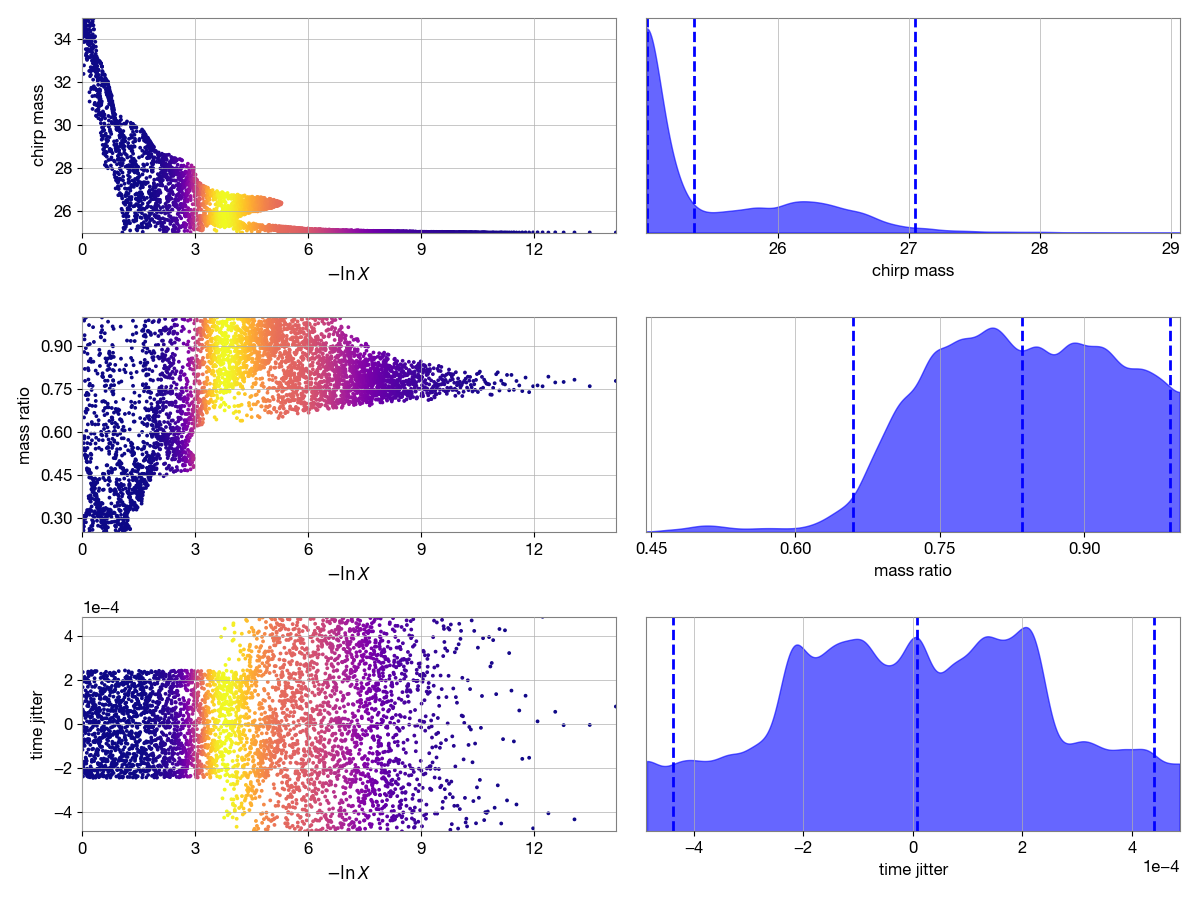 34
32
30
28
26
chirp mass
0 3 6 9 12
−ln X
26 27 28 29
chirp mass
0.90
0.75
0.60
0.45
0.30
mass ratio
0 3 6 9 12
−ln X
0.45 0.60 0.75 0.90
mass ratio
1e−4
4
2
0
−2
−4
time jitter
0 3 6 9 12
−ln X
−4 −2 0 2 4
1e−4
time jitter